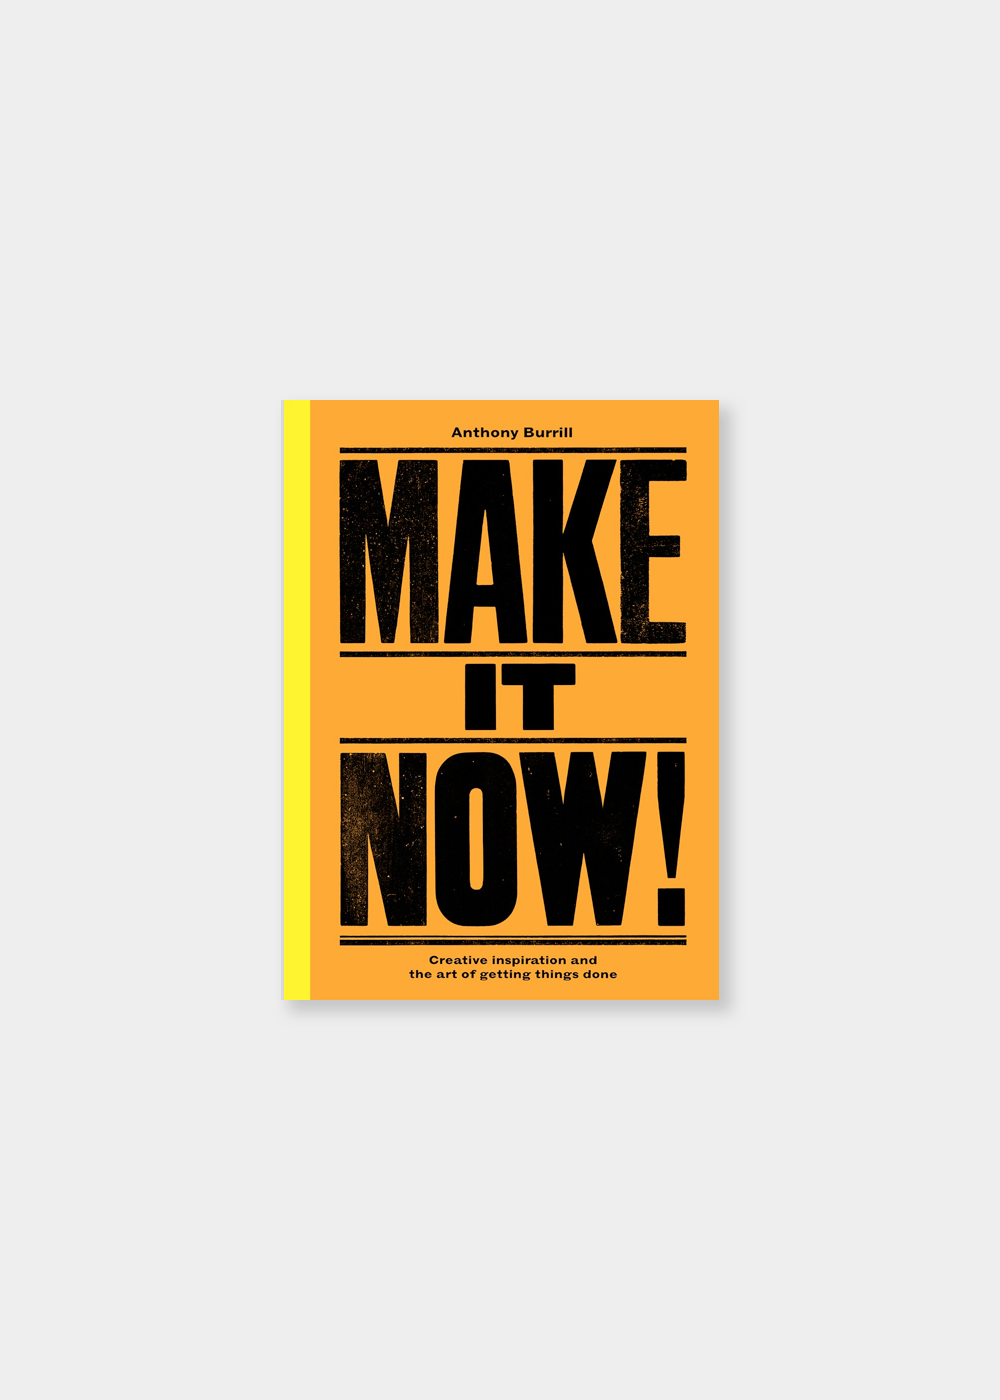 Anthony Burrill
MAKE
IT
NOW!
Creative inspiration and
the art of getting things done